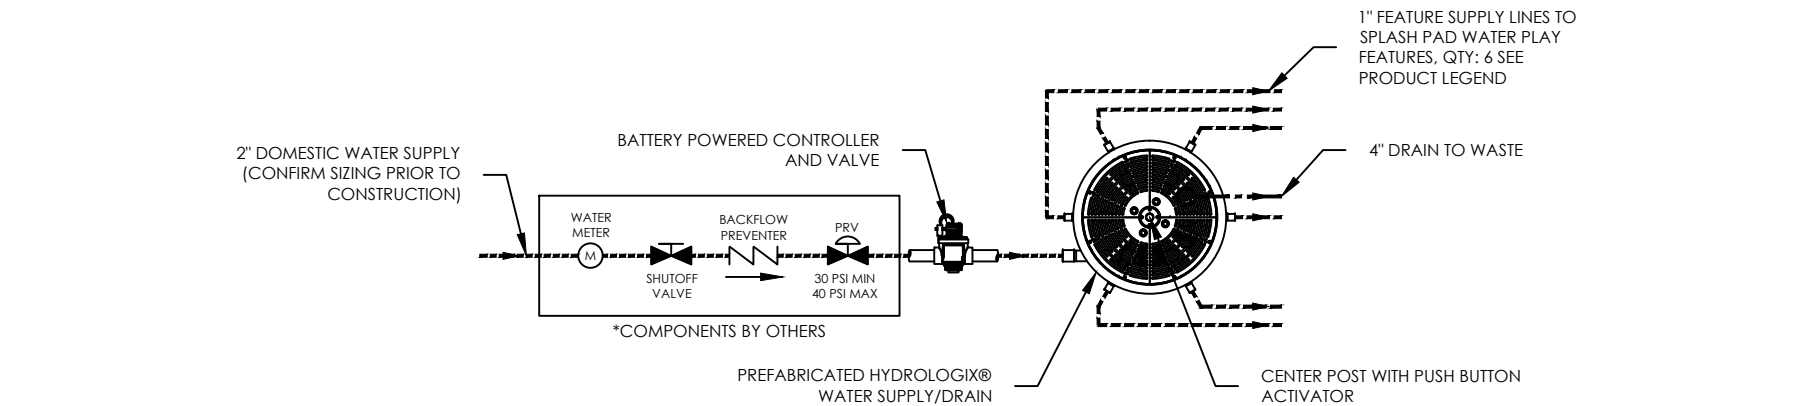 1" FEATURE SUPPLY LINES TO
SPLASH PAD WATER PLAY
FEATURES, QTY: 6 SEE
PRODUCT LEGEND
BATTERY POWERED CONTROLLER
AND VALVE
2" DOMESTIC WATER SUPPLY
(CONFIRM SIZING PRIOR TO
CONSTRUCTION)
4" DRAIN TO WASTE
WATER
METER
M
SHUTOFF
VALVE
BACKFLOW
PREVENTER
PRV
30 PSI MIN
40 PSI MAX
*COMPONENTS BY OTHERS
PREFABRICATED HYDROLOGIX®
WATER SUPPLY/DRAIN
CENTER POST WITH PUSH BUTTON
ACTIVATOR